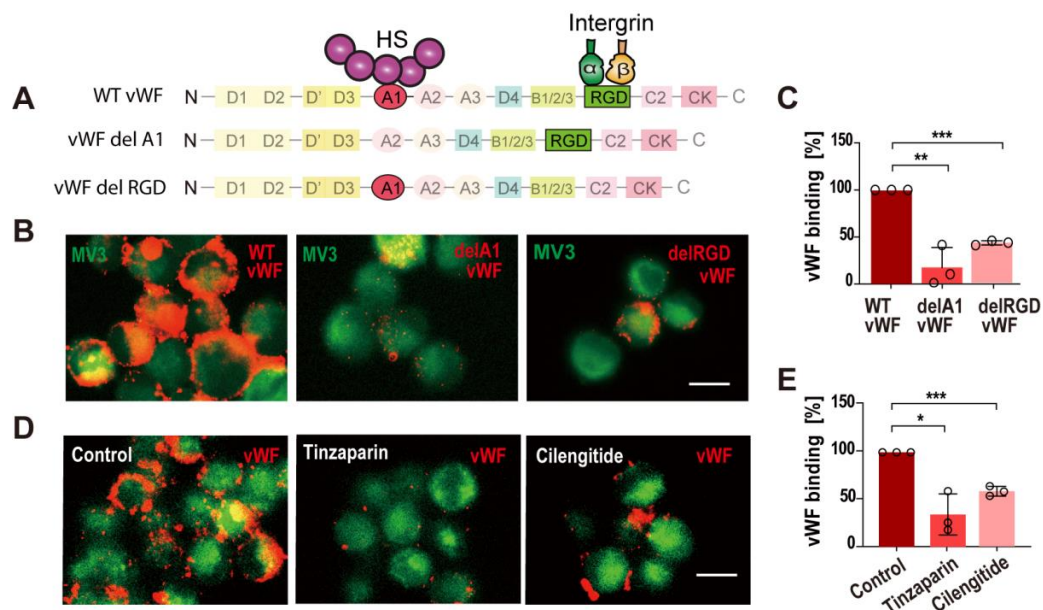 HS
Intergrin
α β
A
WT vWF N D1 D2 D' D3 A1 A2 A3 D4 B1/2/3 RGD C2 CK C
vWF del A1 N D1 D2 D' D3 A2 A3 D4 B1/2/3 RGD C2 CK C
vWF del RGD N D1 D2 D' D3 A1 A2 A3 D4 B1/2/3 C2 CK C
B
MV3 WT
vWF
MV3 delA1
vWF
MV3 delRGD
vWF
C
vWF binding [%]
150
100
50
0
**
***
WT
vWF
delA1
vWF
delRGD
vWF
D
Control vWF
Tinzaparin vWF
Cilengitide vWF
E
vWF binding [%]
150
100
50
0
***
*
Control
Tinzaparin
Cilengitide